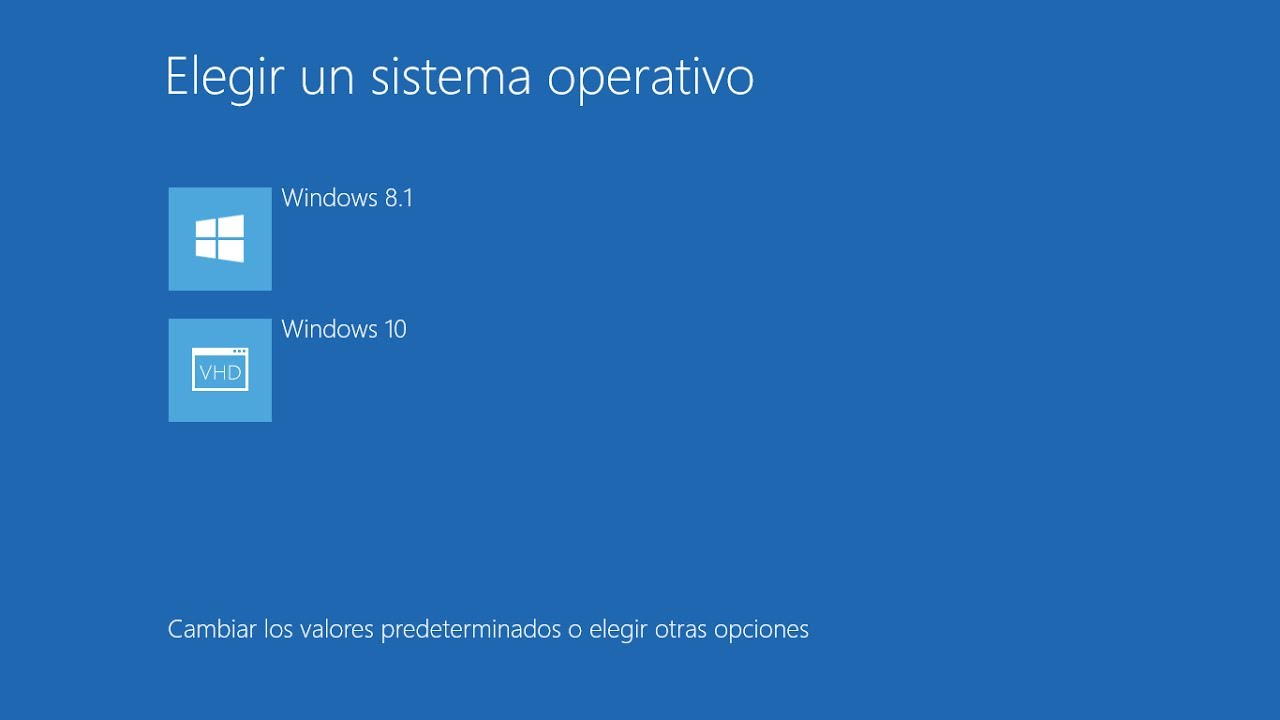 Elegir un sistema operativo
Windows 8.1
Windows 10
VHD
Cambiar los valores predeterminados o elegir otras opciones